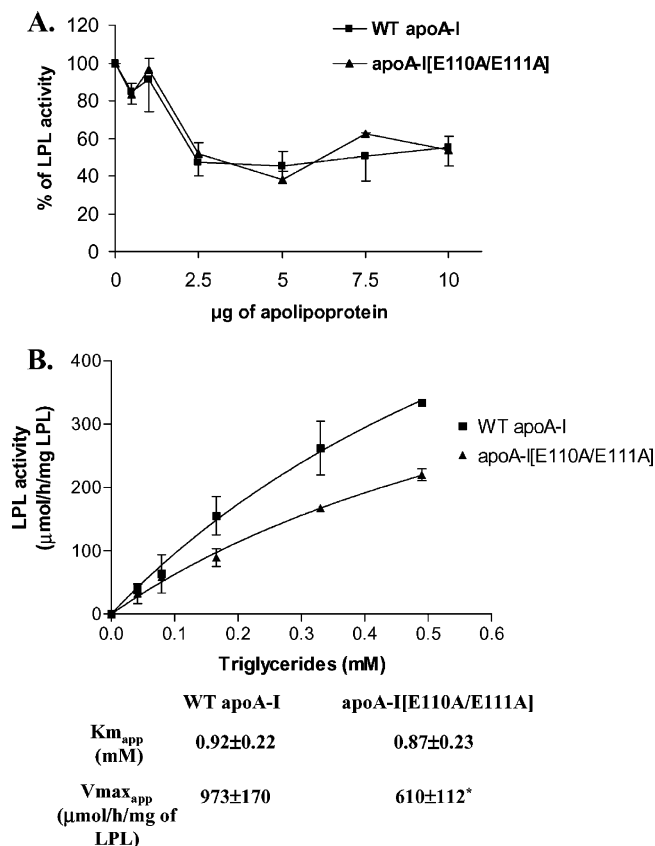 A.
WT apoA-I
apoA-I[E110A/E111A]
% of LPL activity
120
100
80
60
40
20
0
0 2.5 5 7.5 10
µg of apolipoprotein
B.
LPL activity
(µmol/h/mg LPL)
400
300
200
100
0
WT apoA-I
apoA-I[E110A/E111A]
0.0 0.1 0.2 0.3 0.4 0.5 0.6
Triglycerides (mM)
WT apoA-I apoA-I[E110A/E111A]
Kmapp
(mM)
0.92±0.22 0.87±0.23
Vmaxapp
(µmol/h/mg of
LPL)
973±170 610±112*